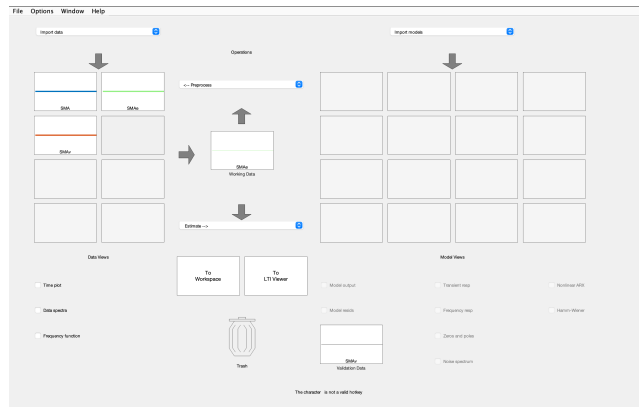 File Options Window Help
Import data
Import models
Operations
<-- Preprocess
SMA
SMAe
SMAv
SMAe
Working Data
Estimate -->
Data Views
Model Views
To
Workspace
To
LTI Viewer
Time plot
Data spectra
Frequency function
Model output
Transient resp
Nonlinear ARX
Model resids
Frequency resp
Hamm-Wiener
Zeros and poles
Noise spectrum
SMAv
Validation Data
Trash
The character is not a valid hotkey